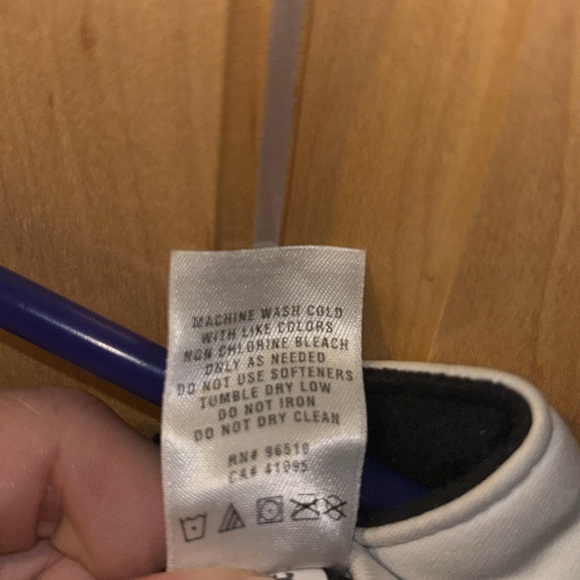 MACHINE WASH COLD
WITH LIKE COLORS
NON CHLORINE BLEACH
ONLY AS NEEDED
DO NOT USE SOFTENERS
TUMBLE DRY LOW
DO NOT IRON
DO NOT DRY CLEAN
RN# 96510
CA# 41095